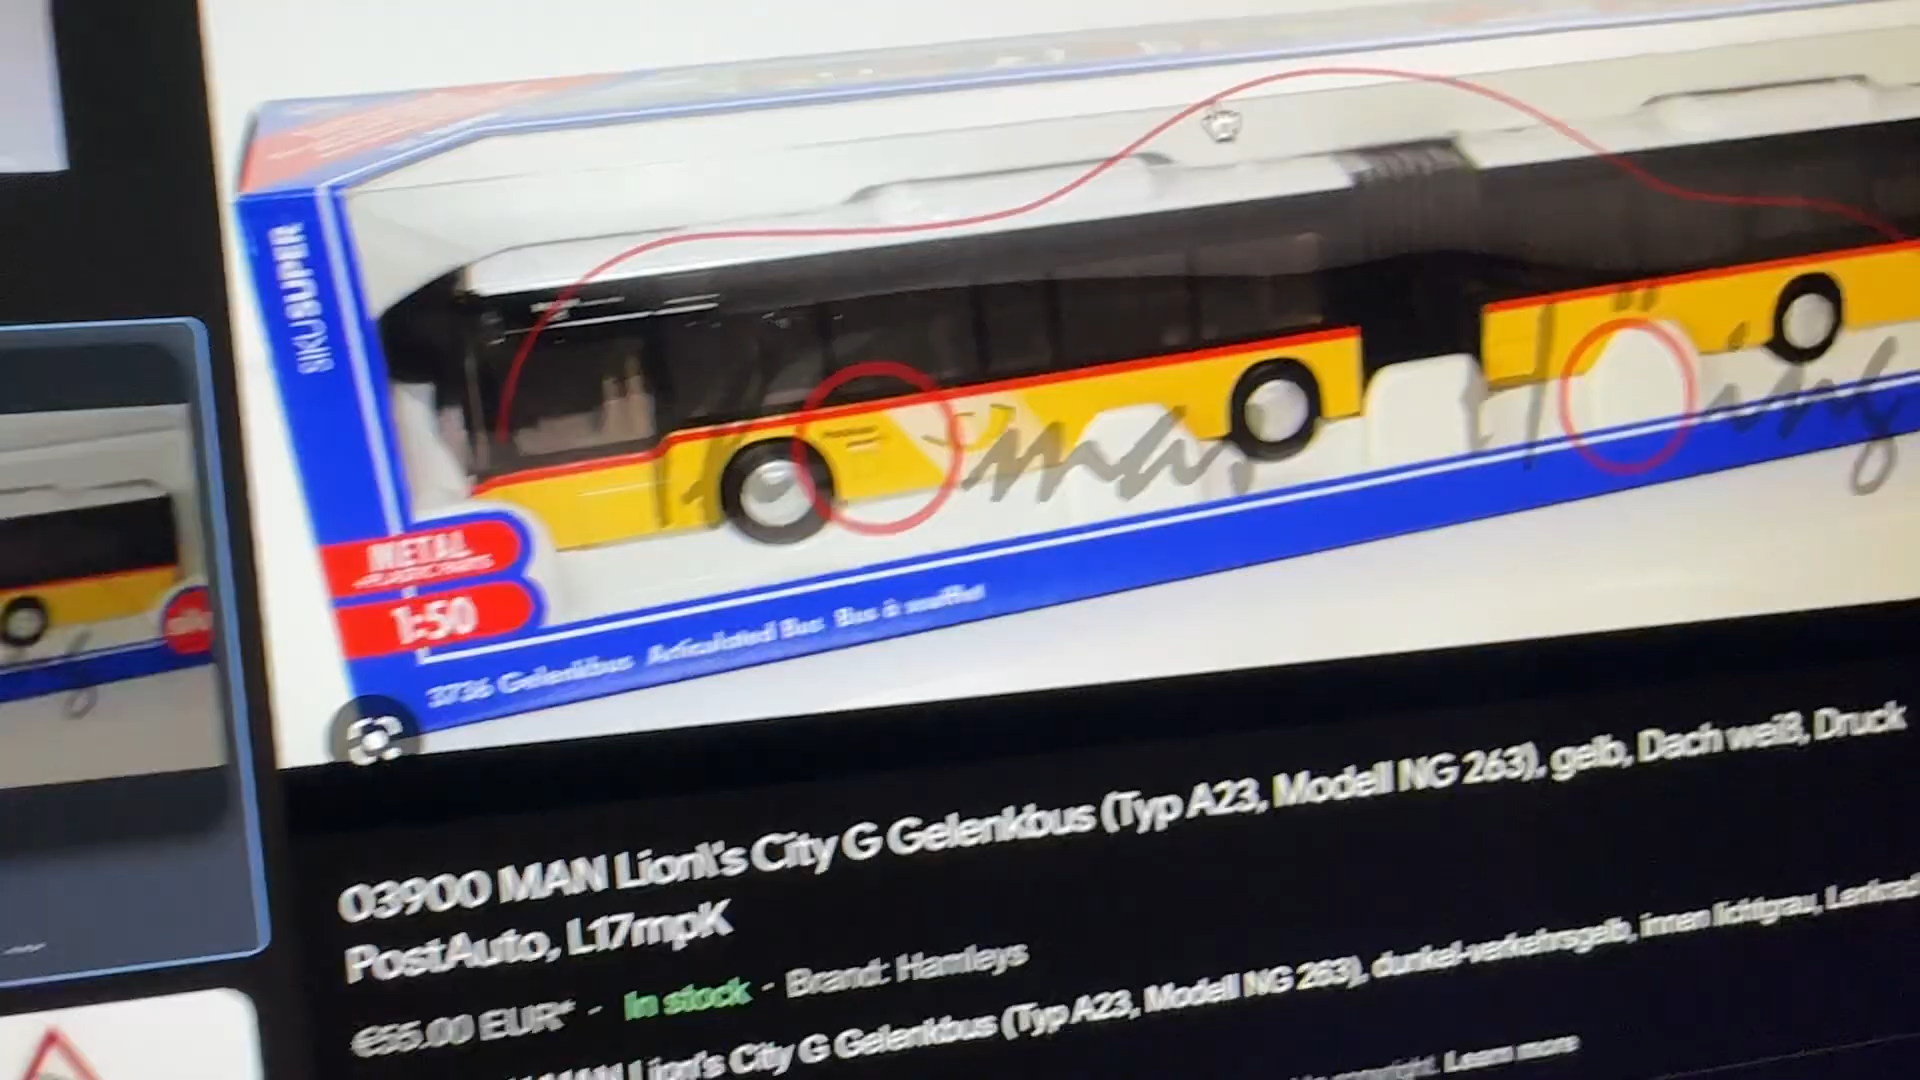 SIKUSUPER
METAL
1:50
3736 Gelenkbus Articulated Bus Bus à soufflet
03900 MAN Lion\'s City G Gelenkbus (Typ A23, Modell NG 263), gelb, Dach weiß, Druck
PostAuto, L17mpK
€55.00 EUR* - In stock - Brand: Hamleys
MAN Lion's City G Gelenkbus (Typ A23, Modell NG 263), dunkel-verkehrsgelb, innen lichtgrau, Lenkrad
copyright. Learn more